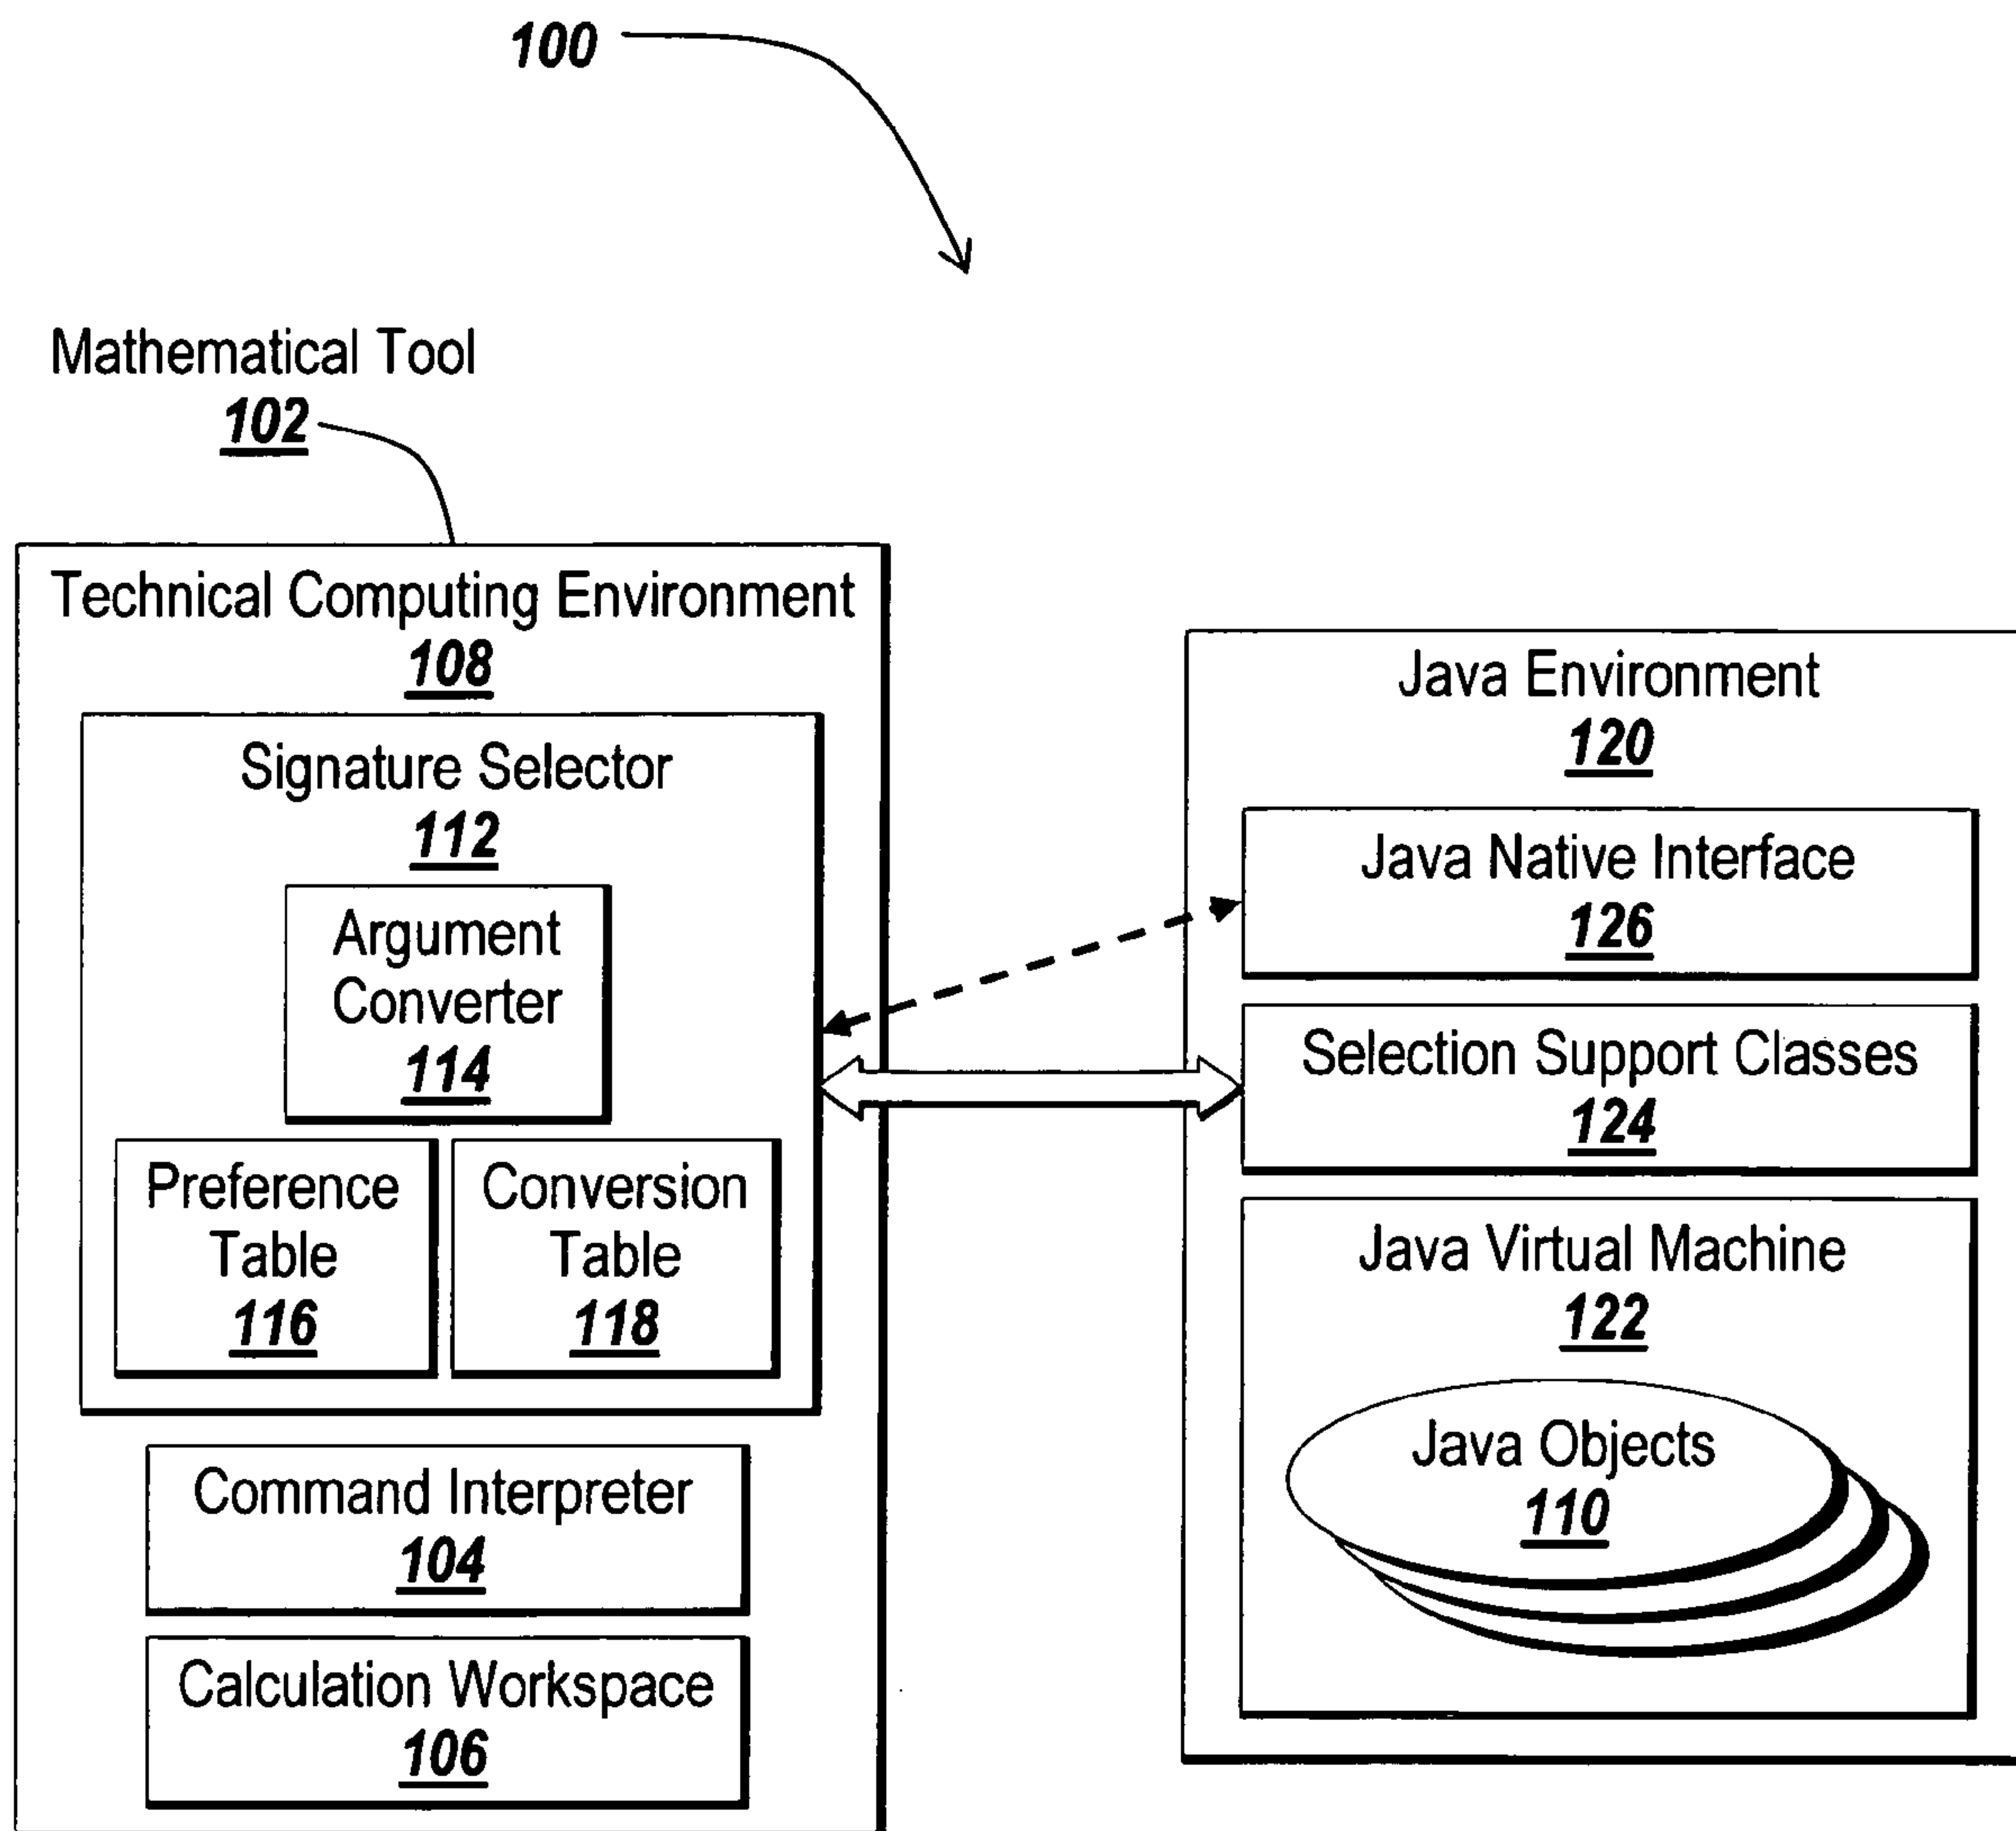 100
Mathematical Tool
102
Technical Computing Environment
108
Signature Selector
112
Argument
Converter
114
Preference
Table
116
Conversion
Table
118
Command Interpreter
104
Calculation Workspace
106
Java Environment
120
Java Native Interface
126
Selection Support Classes
124
Java Virtual Machine
122
Java Objects
110